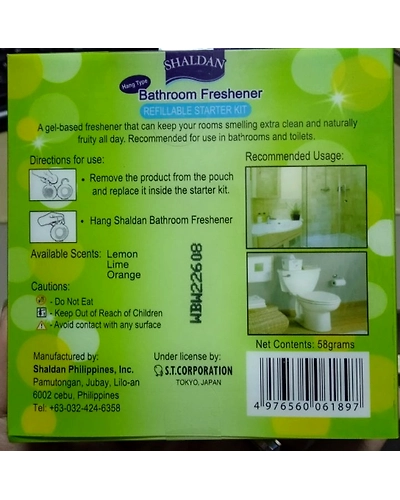 SHALDAN
Hang Type
Bathroom Freshener
REFILLABLE STARTER KIT
A gel-based freshener that can keep your rooms smelling extra clean and naturally
fruity all day. Recommended for use in bathrooms and toilets.
Directions for use:
• Remove the product from the pouch
and replace it inside the starter kit.
• Hang Shaldan Bathroom Freshener
Available Scents: Lemon
Lime
Orange
Cautions:
- Do Not Eat
- Keep Out of Reach of Children
- Avoid contact with any surface
WBW22608
Recommended Usage:
Net Contents: 58grams
Manufactured by:
Shaldan Philippines, Inc.
Pamutongan, Jubay, Lilo-an
6002 cebu, Philippines
Tel: +63-032-424-6358
Under license by:
S.T.CORPORATION
TOKYO, JAPAN
4 976560 061897